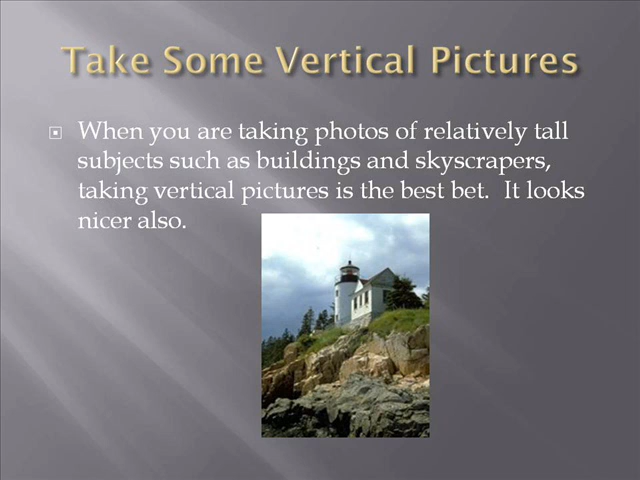 Take Some Vertical Pictures
When you are taking photos of relatively tall
subjects such as buildings and skyscrapers,
taking vertical pictures is the best bet.  It looks
nicer also.